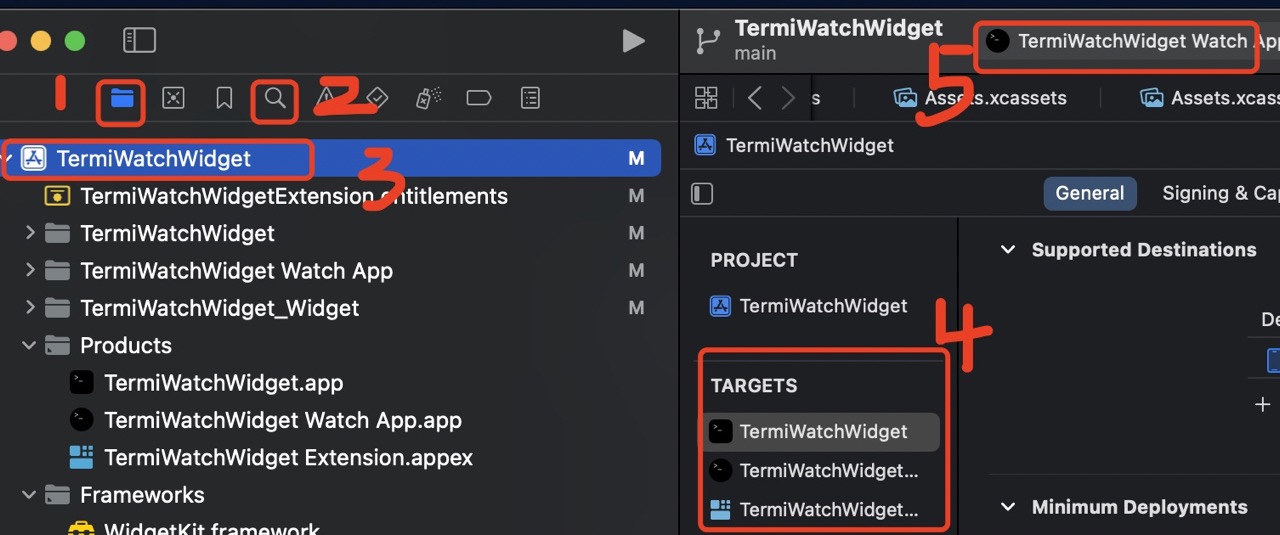 TermiWatchWidget
main
TermiWatchWidget Watch App
1
2
5
s
Assets.xcassets
Assets.xcas
TermiWatchWidget
M
3
TermiWatchWidgetExtension.entitlements
M
TermiWatchWidget
M
TermiWatchWidget Watch App
M
TermiWatchWidget_Widget
M
Products
TermiWatchWidget.app
TermiWatchWidget Watch App.app
TermiWatchWidget Extension.appex
Frameworks
WidgetKit.framework
TermiWatchWidget
General
Signing & Cap
PROJECT
TermiWatchWidget
4
TARGETS
TermiWatchWidget
TermiWatchWidget...
TermiWatchWidget...
Supported Destinations
De
Minimum Deployments